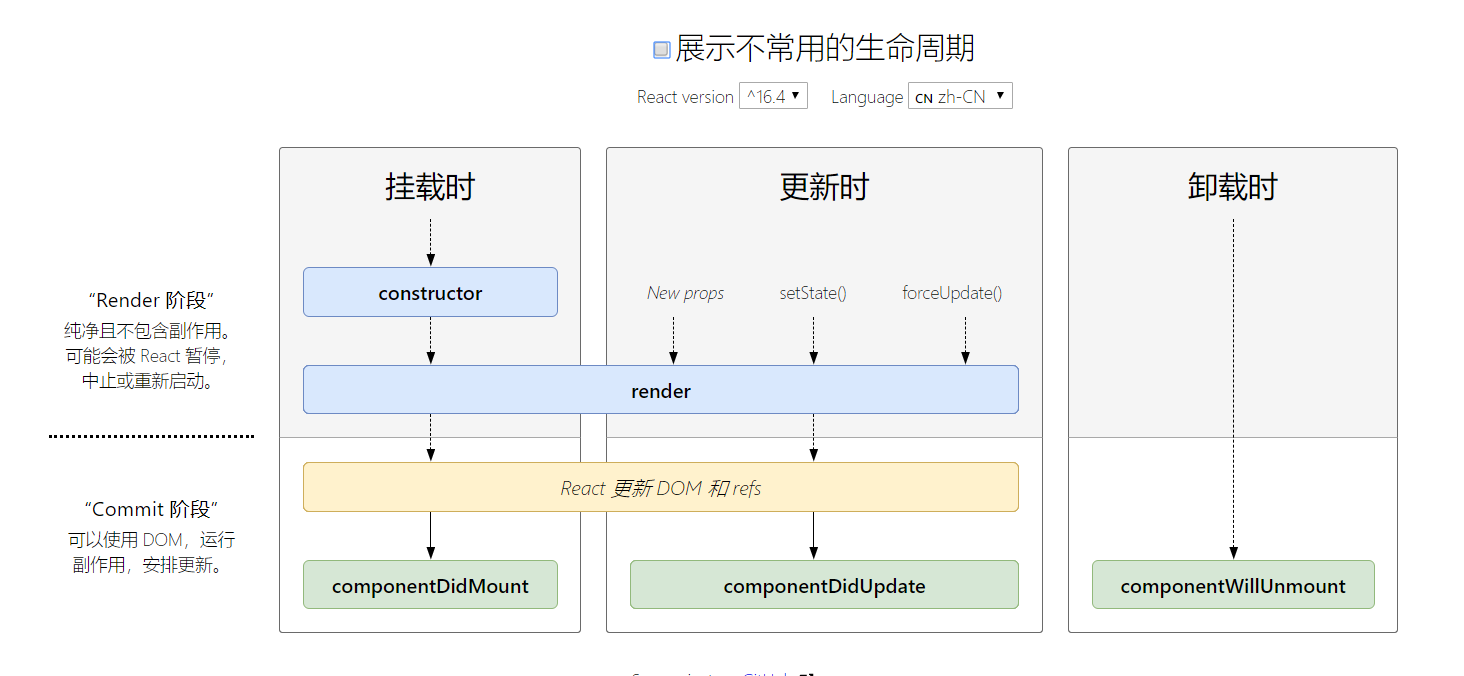 展示不常用的生命周期
React version ^16.4 Language CN zh-CN
挂载时
更新时
卸载时
“Render 阶段”
纯净且不包含副作用。
可能会被 React 暂停，
中止或重新启动。
constructor
New props
setState()
forceUpdate()
render
“Commit 阶段”
可以使用 DOM，运行
副作用，安排更新。
React 更新 DOM 和 refs
componentDidMount
componentDidUpdate
componentWillUnmount